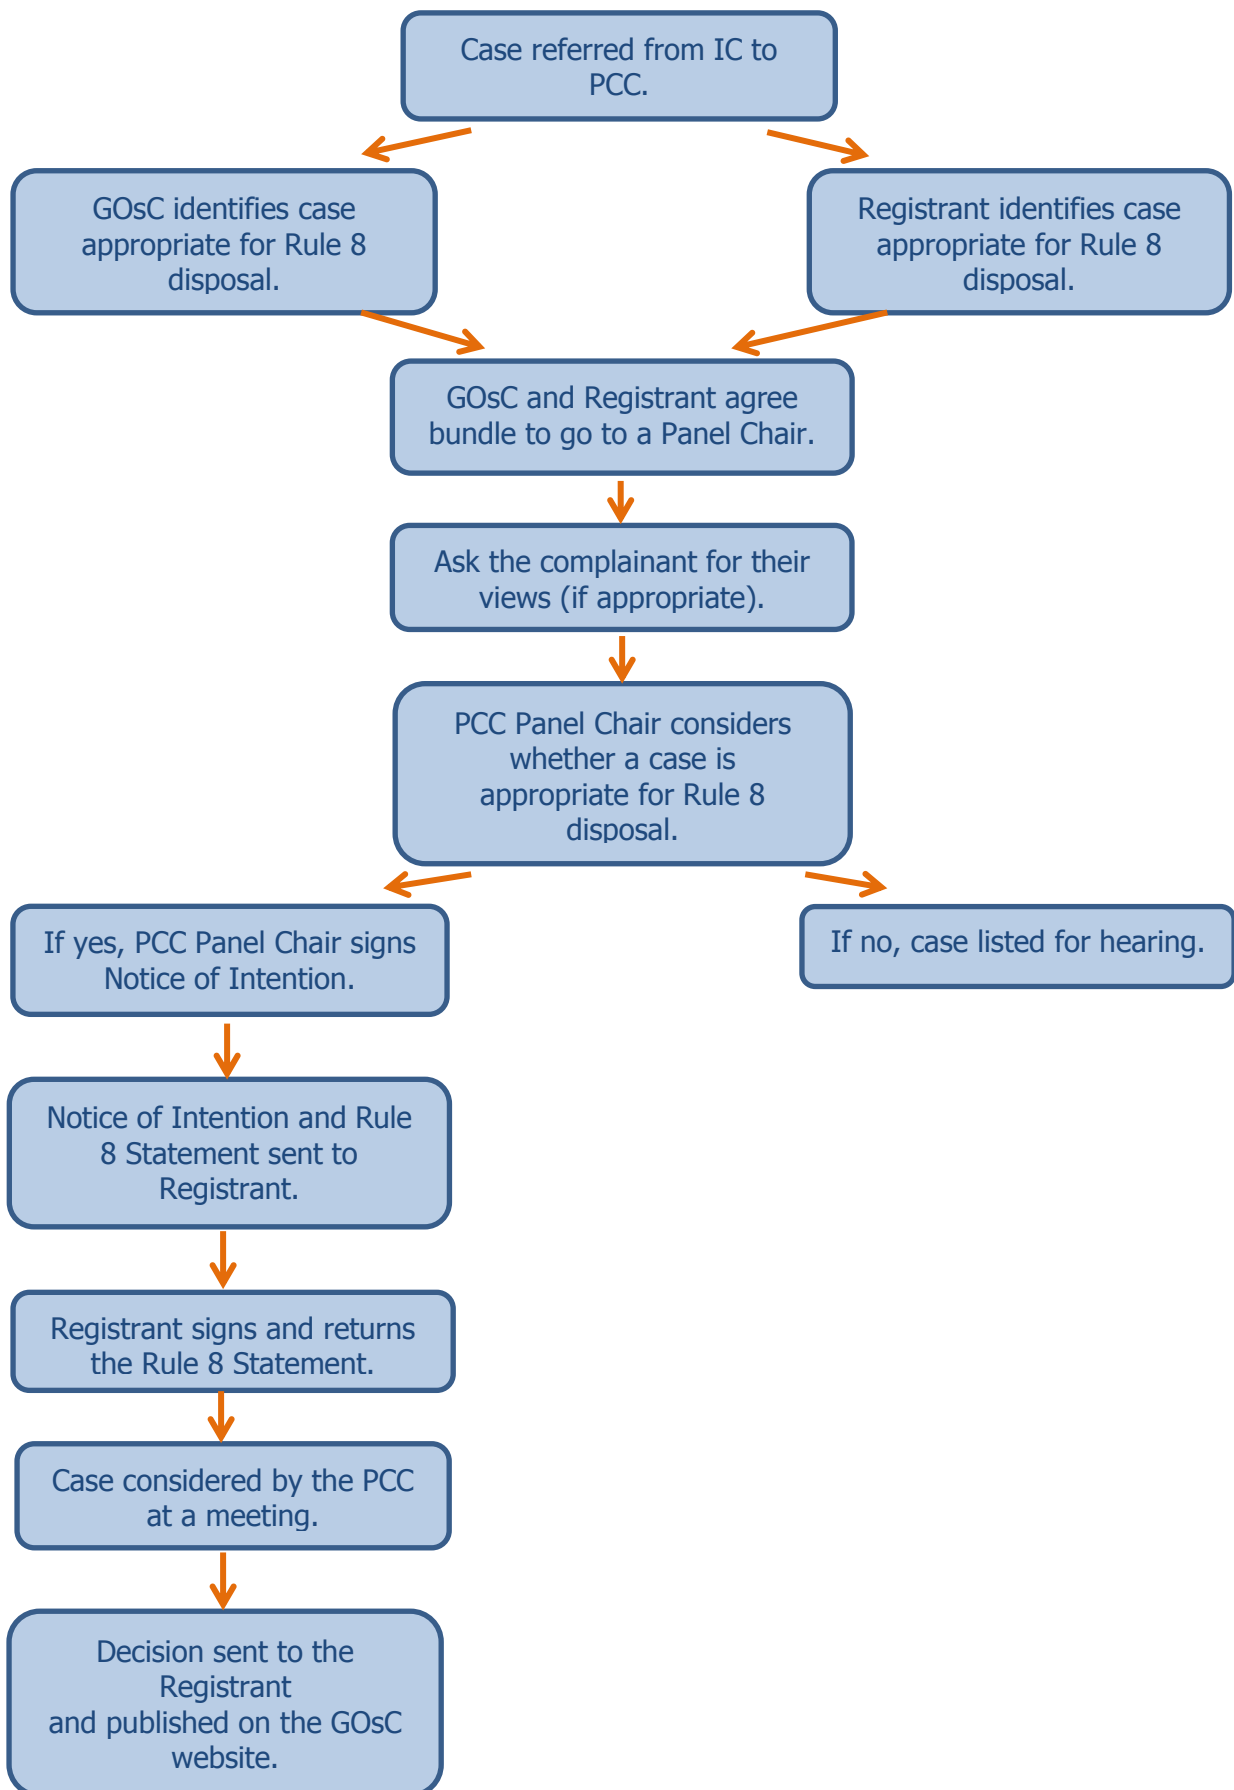 Case referred from IC to
PCC.
GOsC identifies case
appropriate for Rule 8
disposal.
Registrant identifies case
appropriate for Rule 8
disposal.
GOsC and Registrant agree
bundle to go to a Panel Chair.
Ask the complainant for their
views (if appropriate).
PCC Panel Chair considers
whether a case is
appropriate for Rule 8
disposal.
If yes, PCC Panel Chair signs
Notice of Intention.
If no, case listed for hearing.
Notice of Intention and Rule
8 Statement sent to
Registrant.
Registrant signs and returns
the Rule 8 Statement.
Case considered by the PCC
at a meeting.
Decision sent to the
Registrant
and published on the GOsC
website.